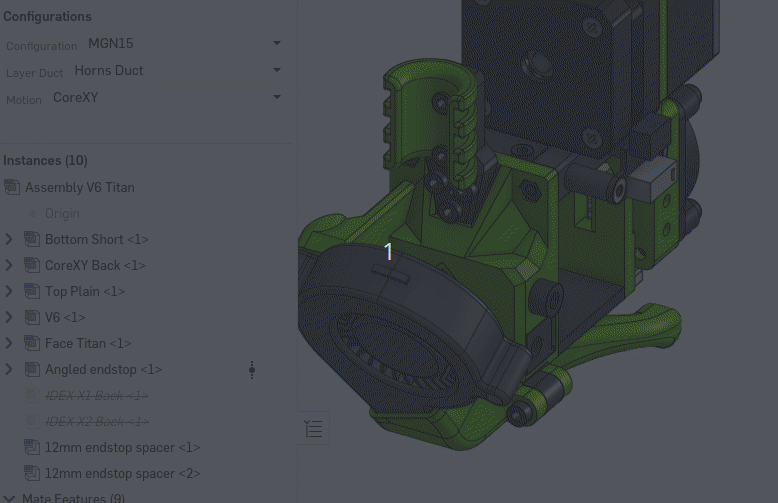 Configurations
Configuration MGN15
Layer Duct Horns Duct
Motion CoreXY
Instances (10)
Assembly V6 Titan
Origin
Bottom Short <1>
CoreXY Back <1>
Top Plain <1>
V6 <1>
Face Titan <1>
Angled endstop <1>
IDEX X1 Back <1>
IDEX X2 Back <1>
12mm endstop spacer <1>
12mm endstop spacer <2>
Mate Features (9)
1